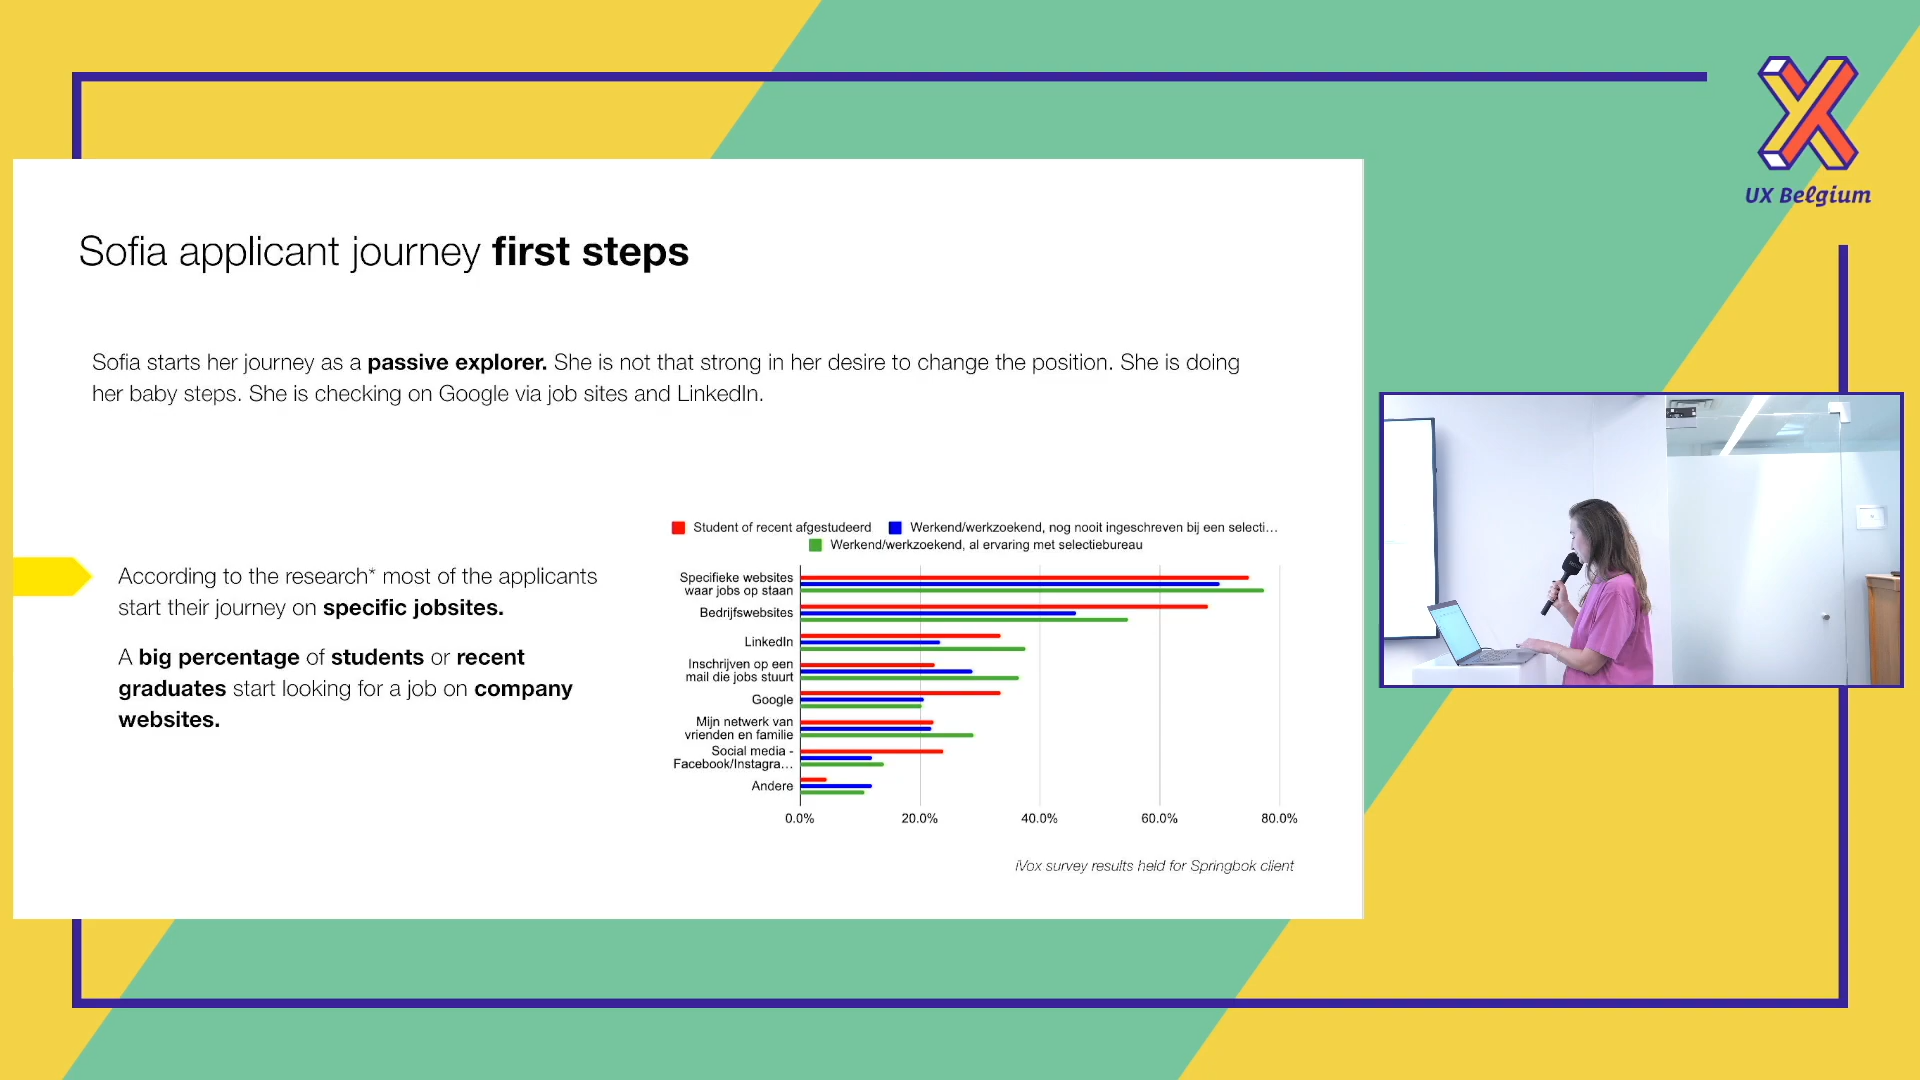 UX Belgium
Sofia applicant journey first steps
Sofia starts her journey as a passive explorer. She is not that strong in her desire to change the position. She is doing
her baby steps. She is checking on Google via job sites and LinkedIn.
According to the research* most of the applicants
start their journey on specific jobsites.
A big percentage of students or recent
graduates start looking for a job on company
websites.
Student of recent afgestudeerd
Werkend/werkzoekend, nog nooit ingeschreven bij een selecti…
Werkend/werkzoekend, al ervaring met selectiebureau
Specifieke websites
waar jobs op staan
Bedrijfswebsites
LinkedIn
Inschrijven op een
mail die jobs stuurt
Google
Mijn netwerk van
vrienden en familie
Social media -
Facebook/Instagra…
Andere
0.0% 20.0% 40.0% 60.0% 80.0%
iVox survey results held for Springbok client